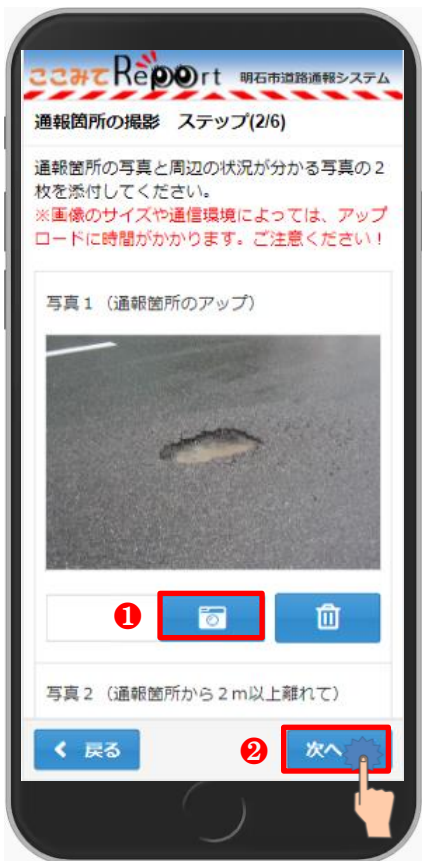 ここみてRepOrt 明石市道路通報システム
通報箇所の撮影 ステップ(2/6)
通報箇所の写真と周辺の状況が分かる写真の２
枚を添付してください。
※画像のサイズや通信環境によっては、アップ
ロードに時間がかかります。ご注意ください！
写真１（通報箇所のアップ）
❶
写真２（通報箇所から２ｍ以上離れて）
戻る
❷
次へ